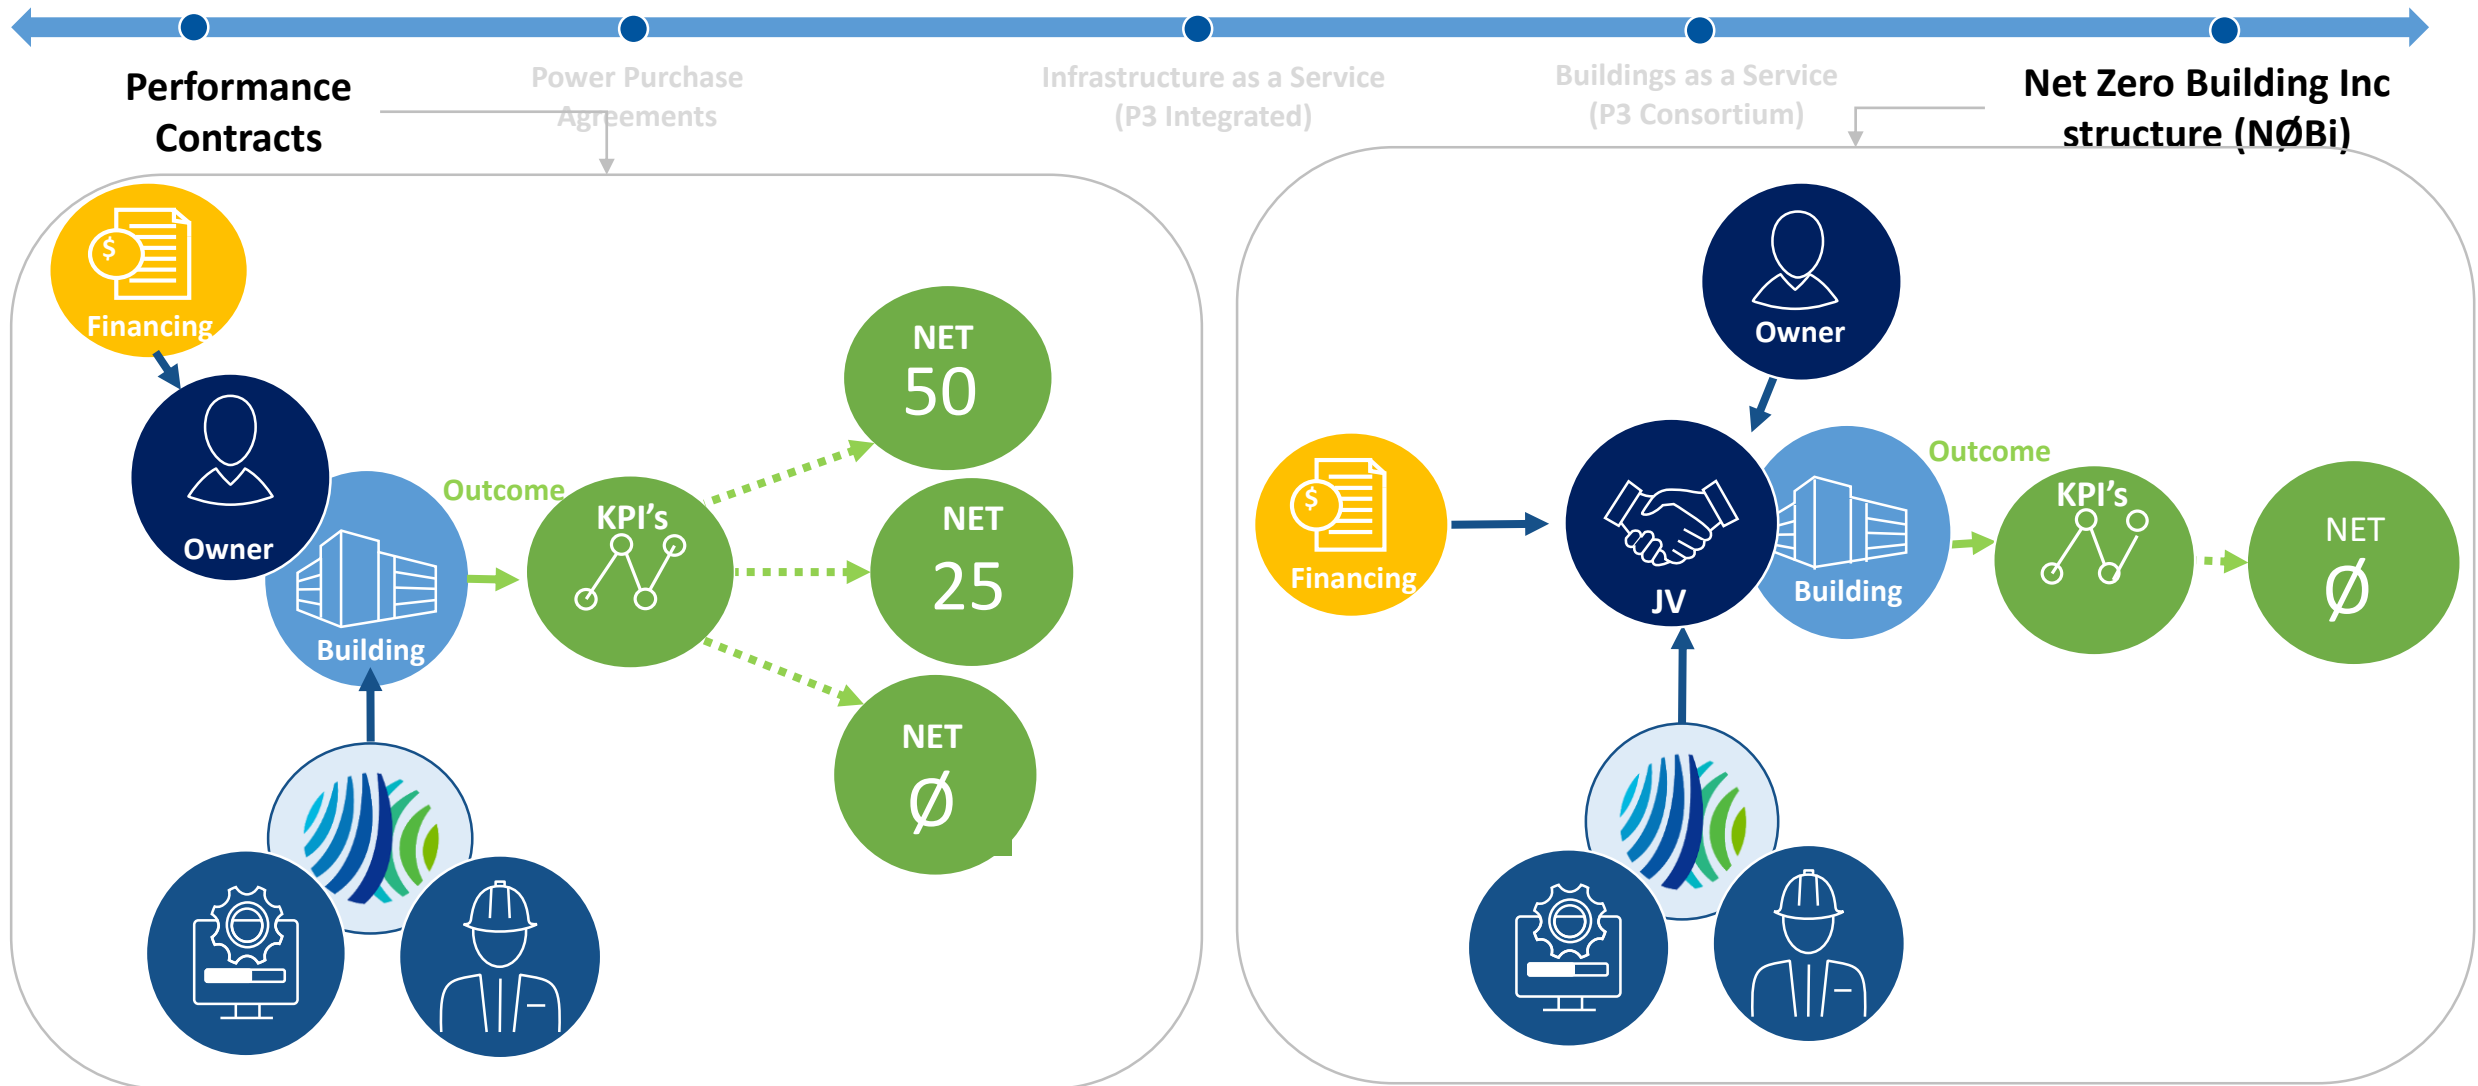 Performance
Contracts
Power Purchase
Agreements
Infrastructure as a Service
(P3 Integrated)
Buildings as a Service
(P3 Consortium)
Net Zero Building Inc
structure (NØBi)
$
Financing
Owner
Building
Outcome
KPI's
NET
50
NET
25
NET
Ø
Owner
$
Financing
JV
Building
Outcome
KPI's
NET
Ø